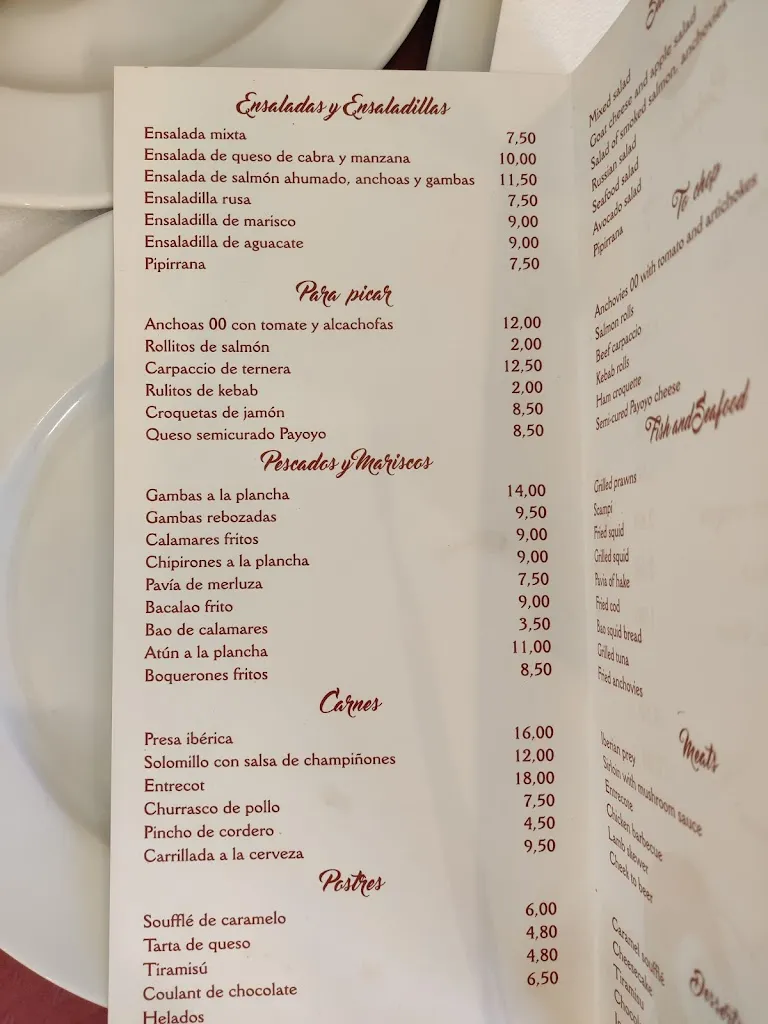 Ensaladas y Ensaladillas
Ensalada mixta 7,50
Ensalada de queso de cabra y manzana 10,00
Ensalada de salmón ahumado, anchoas y gambas 11,50
Ensaladilla rusa 7,50
Ensaladilla de marisco 9,00
Ensaladilla de aguacate 9,00
Pipirrana 7,50
Para picar
Anchoas 00 con tomate y alcachofas 12,00
Rollitos de salmón 2,00
Carpaccio de ternera 12,50
Rulitos de kebab 2,00
Croquetas de jamón 8,50
Queso semicurado Payoyo 8,50
Pescados y Mariscos
Gambas a la plancha 14,00
Gambas rebozadas 9,50
Calamares fritos 9,00
Chipirones a la plancha 9,00
Pavía de merluza 7,50
Bacalao frito 9,00
Bao de calamares 3,50
Atún a la plancha 11,00
Boquerones fritos 8,50
Carnes
Presa ibérica 16,00
Solomillo con salsa de champiñones 12,00
Entrecot 18,00
Churrasco de pollo 7,50
Pincho de cordero 4,50
Carrillada a la cerveza 9,50
Postres
Soufflé de caramelo 6,00
Tarta de queso 4,80
Tiramisú 4,80
Coulant de chocolate 6,50
Helados
Mixed salad
Goat cheese and apple salad
Salad of smoked salmon, anchovies
Russian salad
Seafood salad
Avocado salad
Pipirrana
To chop
Anchovies 00 with tomato and artichokes
Salmon rolls
Beef carpaccio
Kebab rolls
Ham croquette
Semi-cured Payoyo cheese
Fish and Seafood
Grilled prawns
Scampi
Fried squid
Grilled squid
Pavia of hake
Fried cod
Bao squid bread
Grilled tuna
Fried anchovies
Meats
Iberian prey
Sirloin with mushroom sauce
Entrecote
Chicken barbecue
Lamb skewer
Cheek to beer
Desserts
Caramel soufflé
Cheesecake
Tiramisu